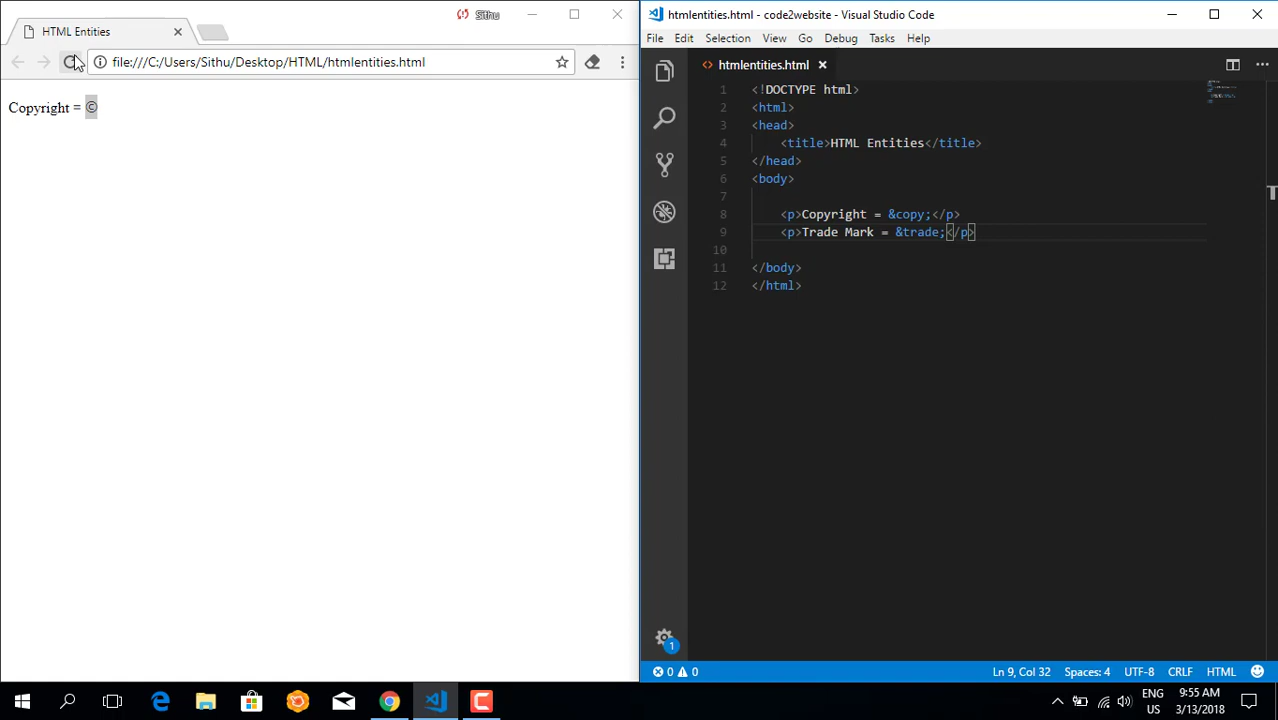 HTML Entities
Sithu
file:///C:/Users/Sithu/Desktop/HTML/htmlentities.html
Copyright = ©
htmlentities.html - code2website - Visual Studio Code
File Edit Selection View Go Debug Tasks Help
htmlentities.html
1 <!DOCTYPE html>
2 <html>
3 <head>
4 <title>HTML Entities</title>
5 </head>
6 <body>
7
8 <p>Copyright = &copy;</p>
9 <p>Trade Mark = &trade;</p>
10
11 </body>
12 </html>
1
0 0
Ln 9, Col 32 Spaces: 4 UTF-8 CRLF HTML
ENG
US
9:55 AM
3/13/2018